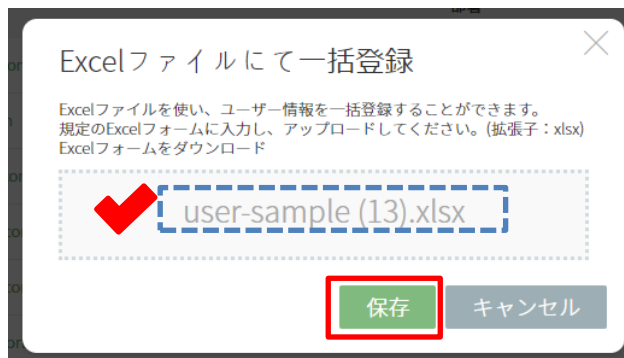 部署
Excelファイルにて一括登録
Excelファイルを使い、ユーザー情報を一括登録することができます。
規定のExcelフォームに入力し、アップロードしてください。(拡張子：xlsx)
Excelフォームをダウンロード
user-sample (13).xlsx
保存 キャンセル